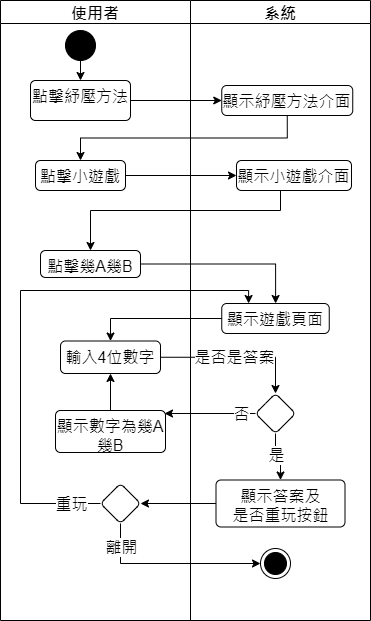 使用者
系統
點擊紓壓方法
顯示紓壓方法介面
點擊小遊戲
顯示小遊戲介面
點擊幾A幾B
顯示遊戲頁面
輸入4位數字
是否是答案
否
顯示數字為幾A
幾B
是
顯示答案及
是否重玩按鈕
重玩
離開